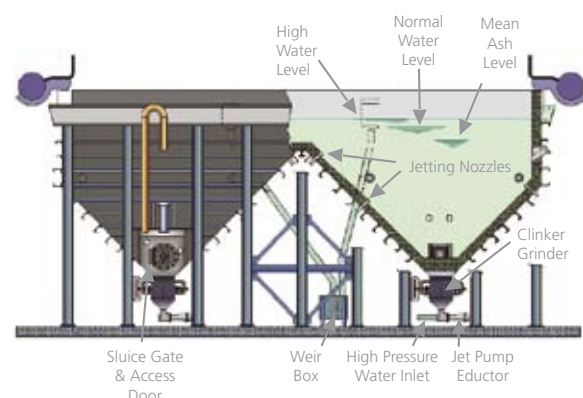 High
Water
Level
Normal
Water
Level
Mean
Ash
Level
Jetting Nozzles
Clinker
Grinder
Sluice Gate
& Access
Door
Weir
Box
High Pressure
Water Inlet
Jet Pump
Eductor